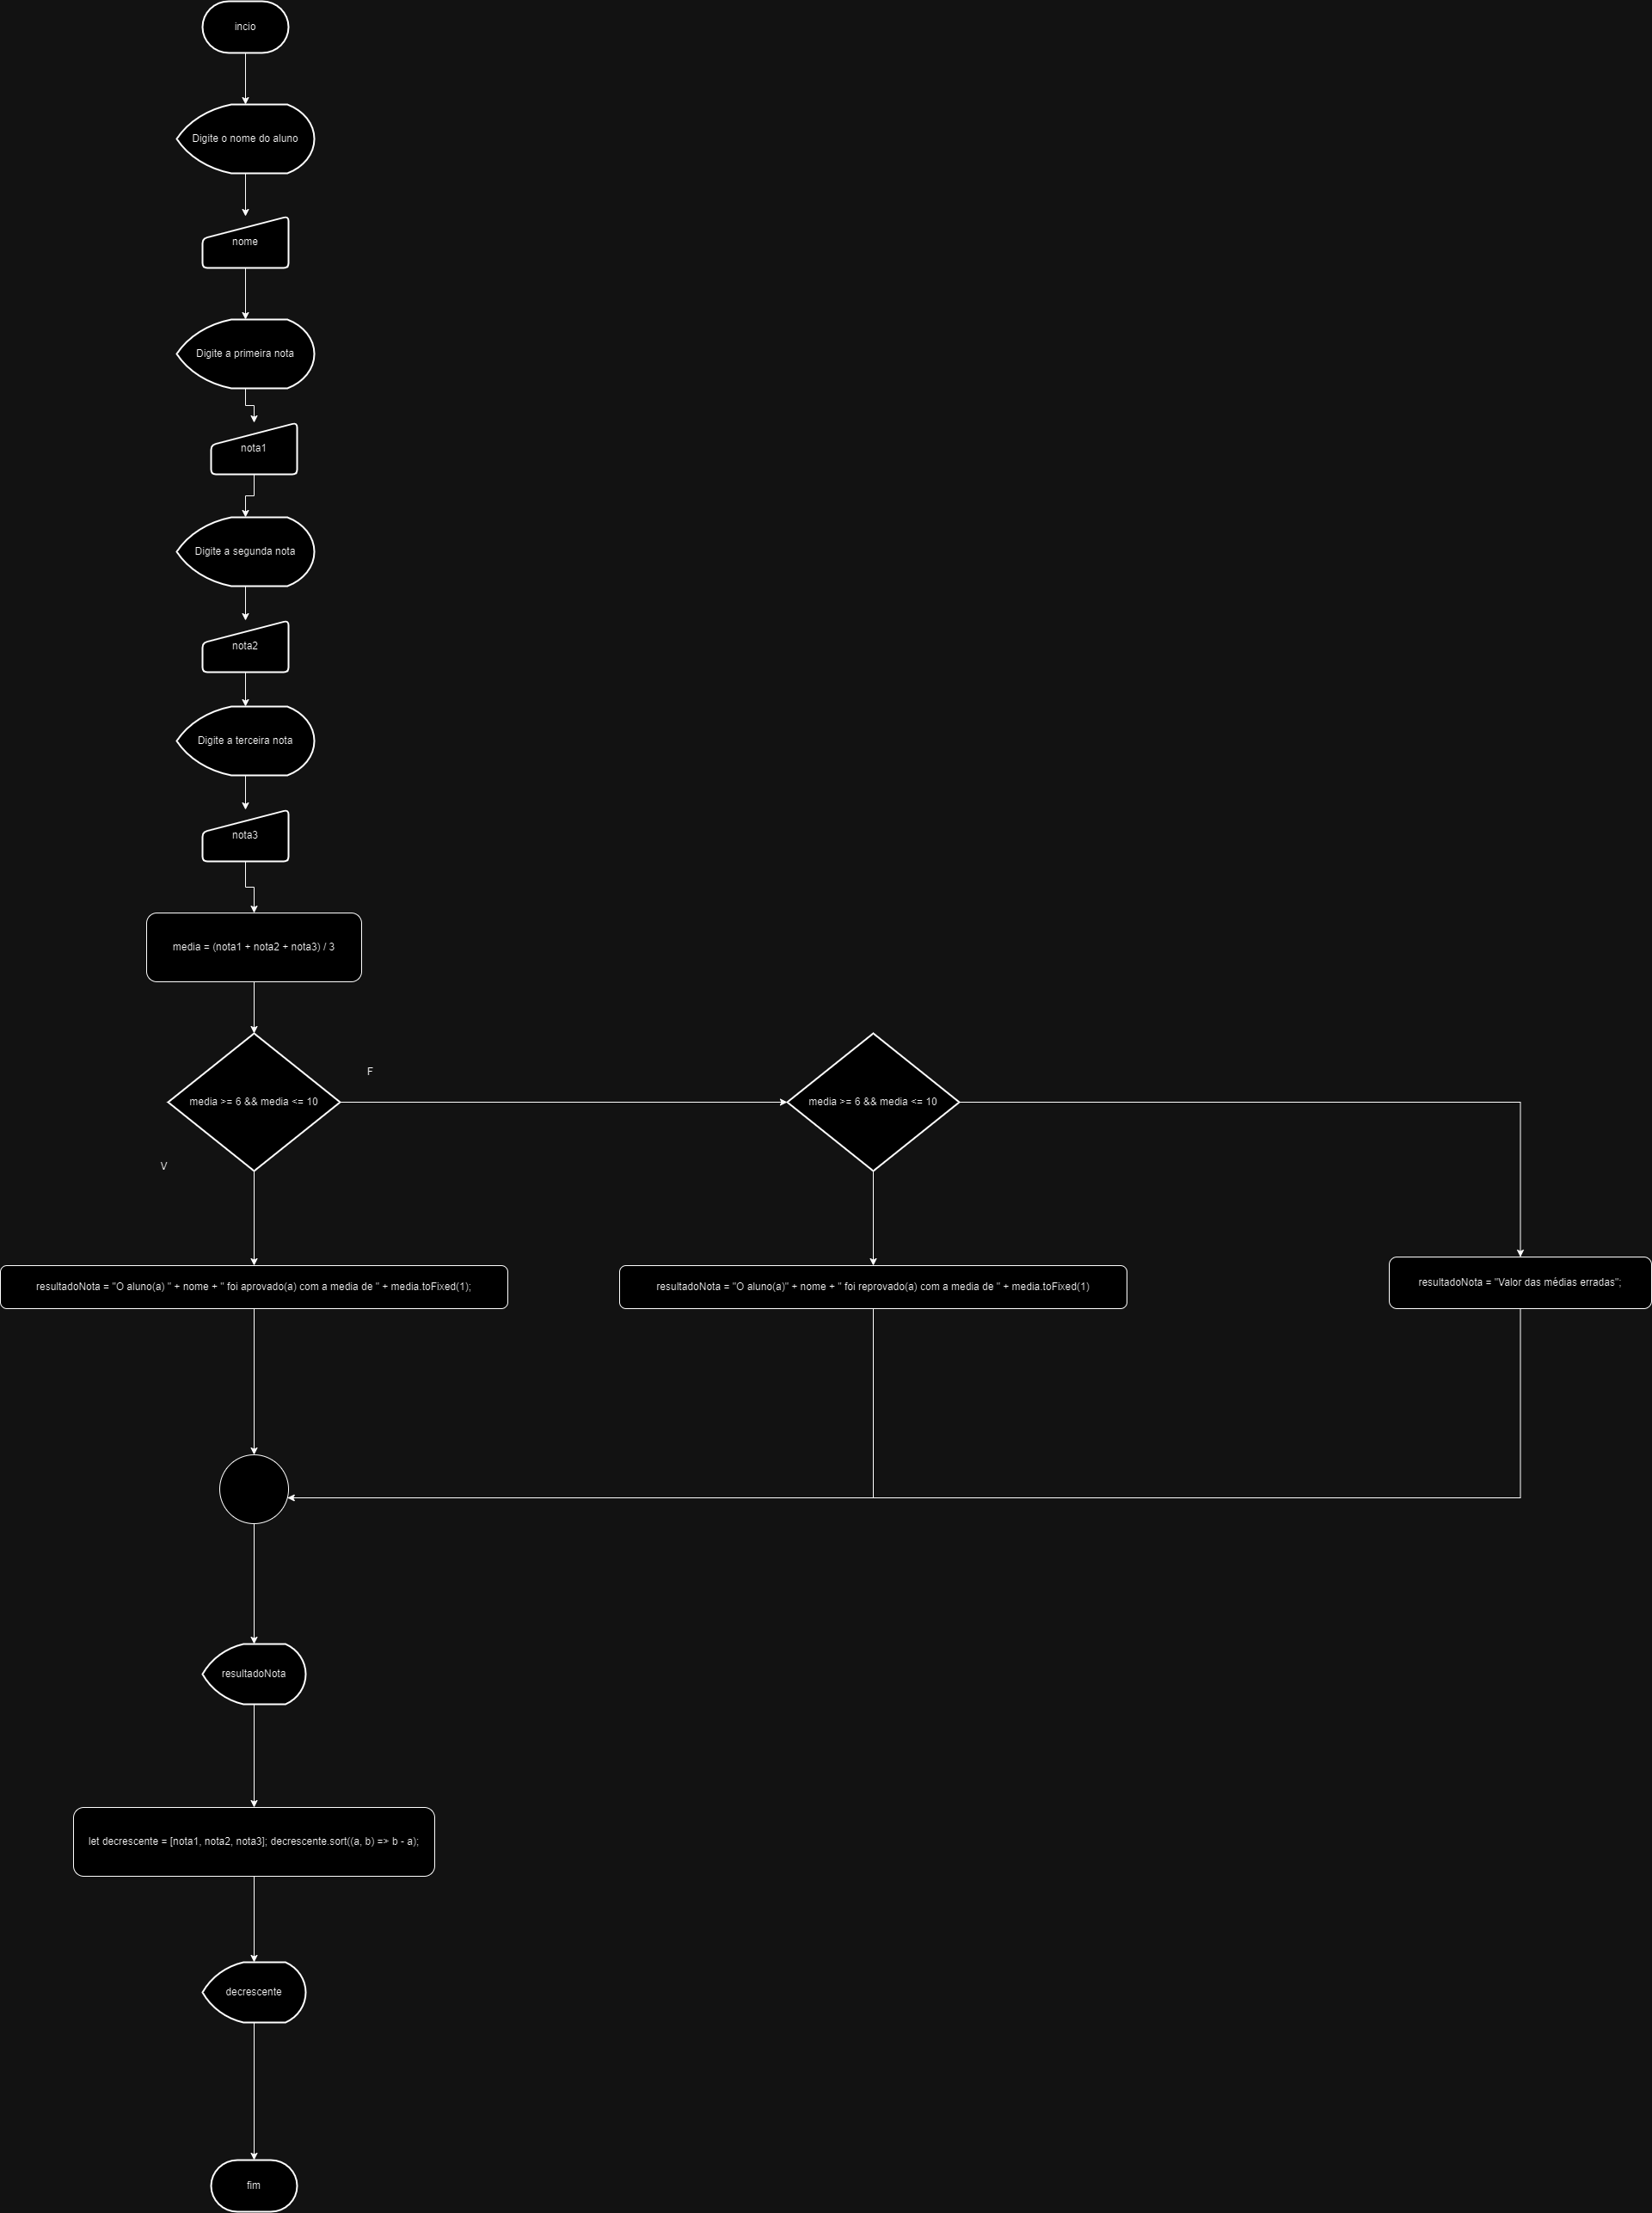 incio
Digite o nome do aluno
nome
Digite a primeira nota
nota1
Digite a segunda nota
nota2
Digite a terceira nota
nota3
media = (nota1 + nota2 + nota3) / 3
F
media >= 6 && media <= 10
media >= 6 && media <= 10
V
resultadoNota = "O aluno(a) " + nome + " foi aprovado(a) com a media de " + media.toFixed(1);
resultadoNota = "O aluno(a)" + nome + " foi reprovado(a) com a media de " + media.toFixed(1)
resultadoNota = "Valor das médias erradas";
resultadoNota
let decrescente = [nota1, nota2, nota3]; decrescente.sort((a, b) => b - a);
decrescente
fim